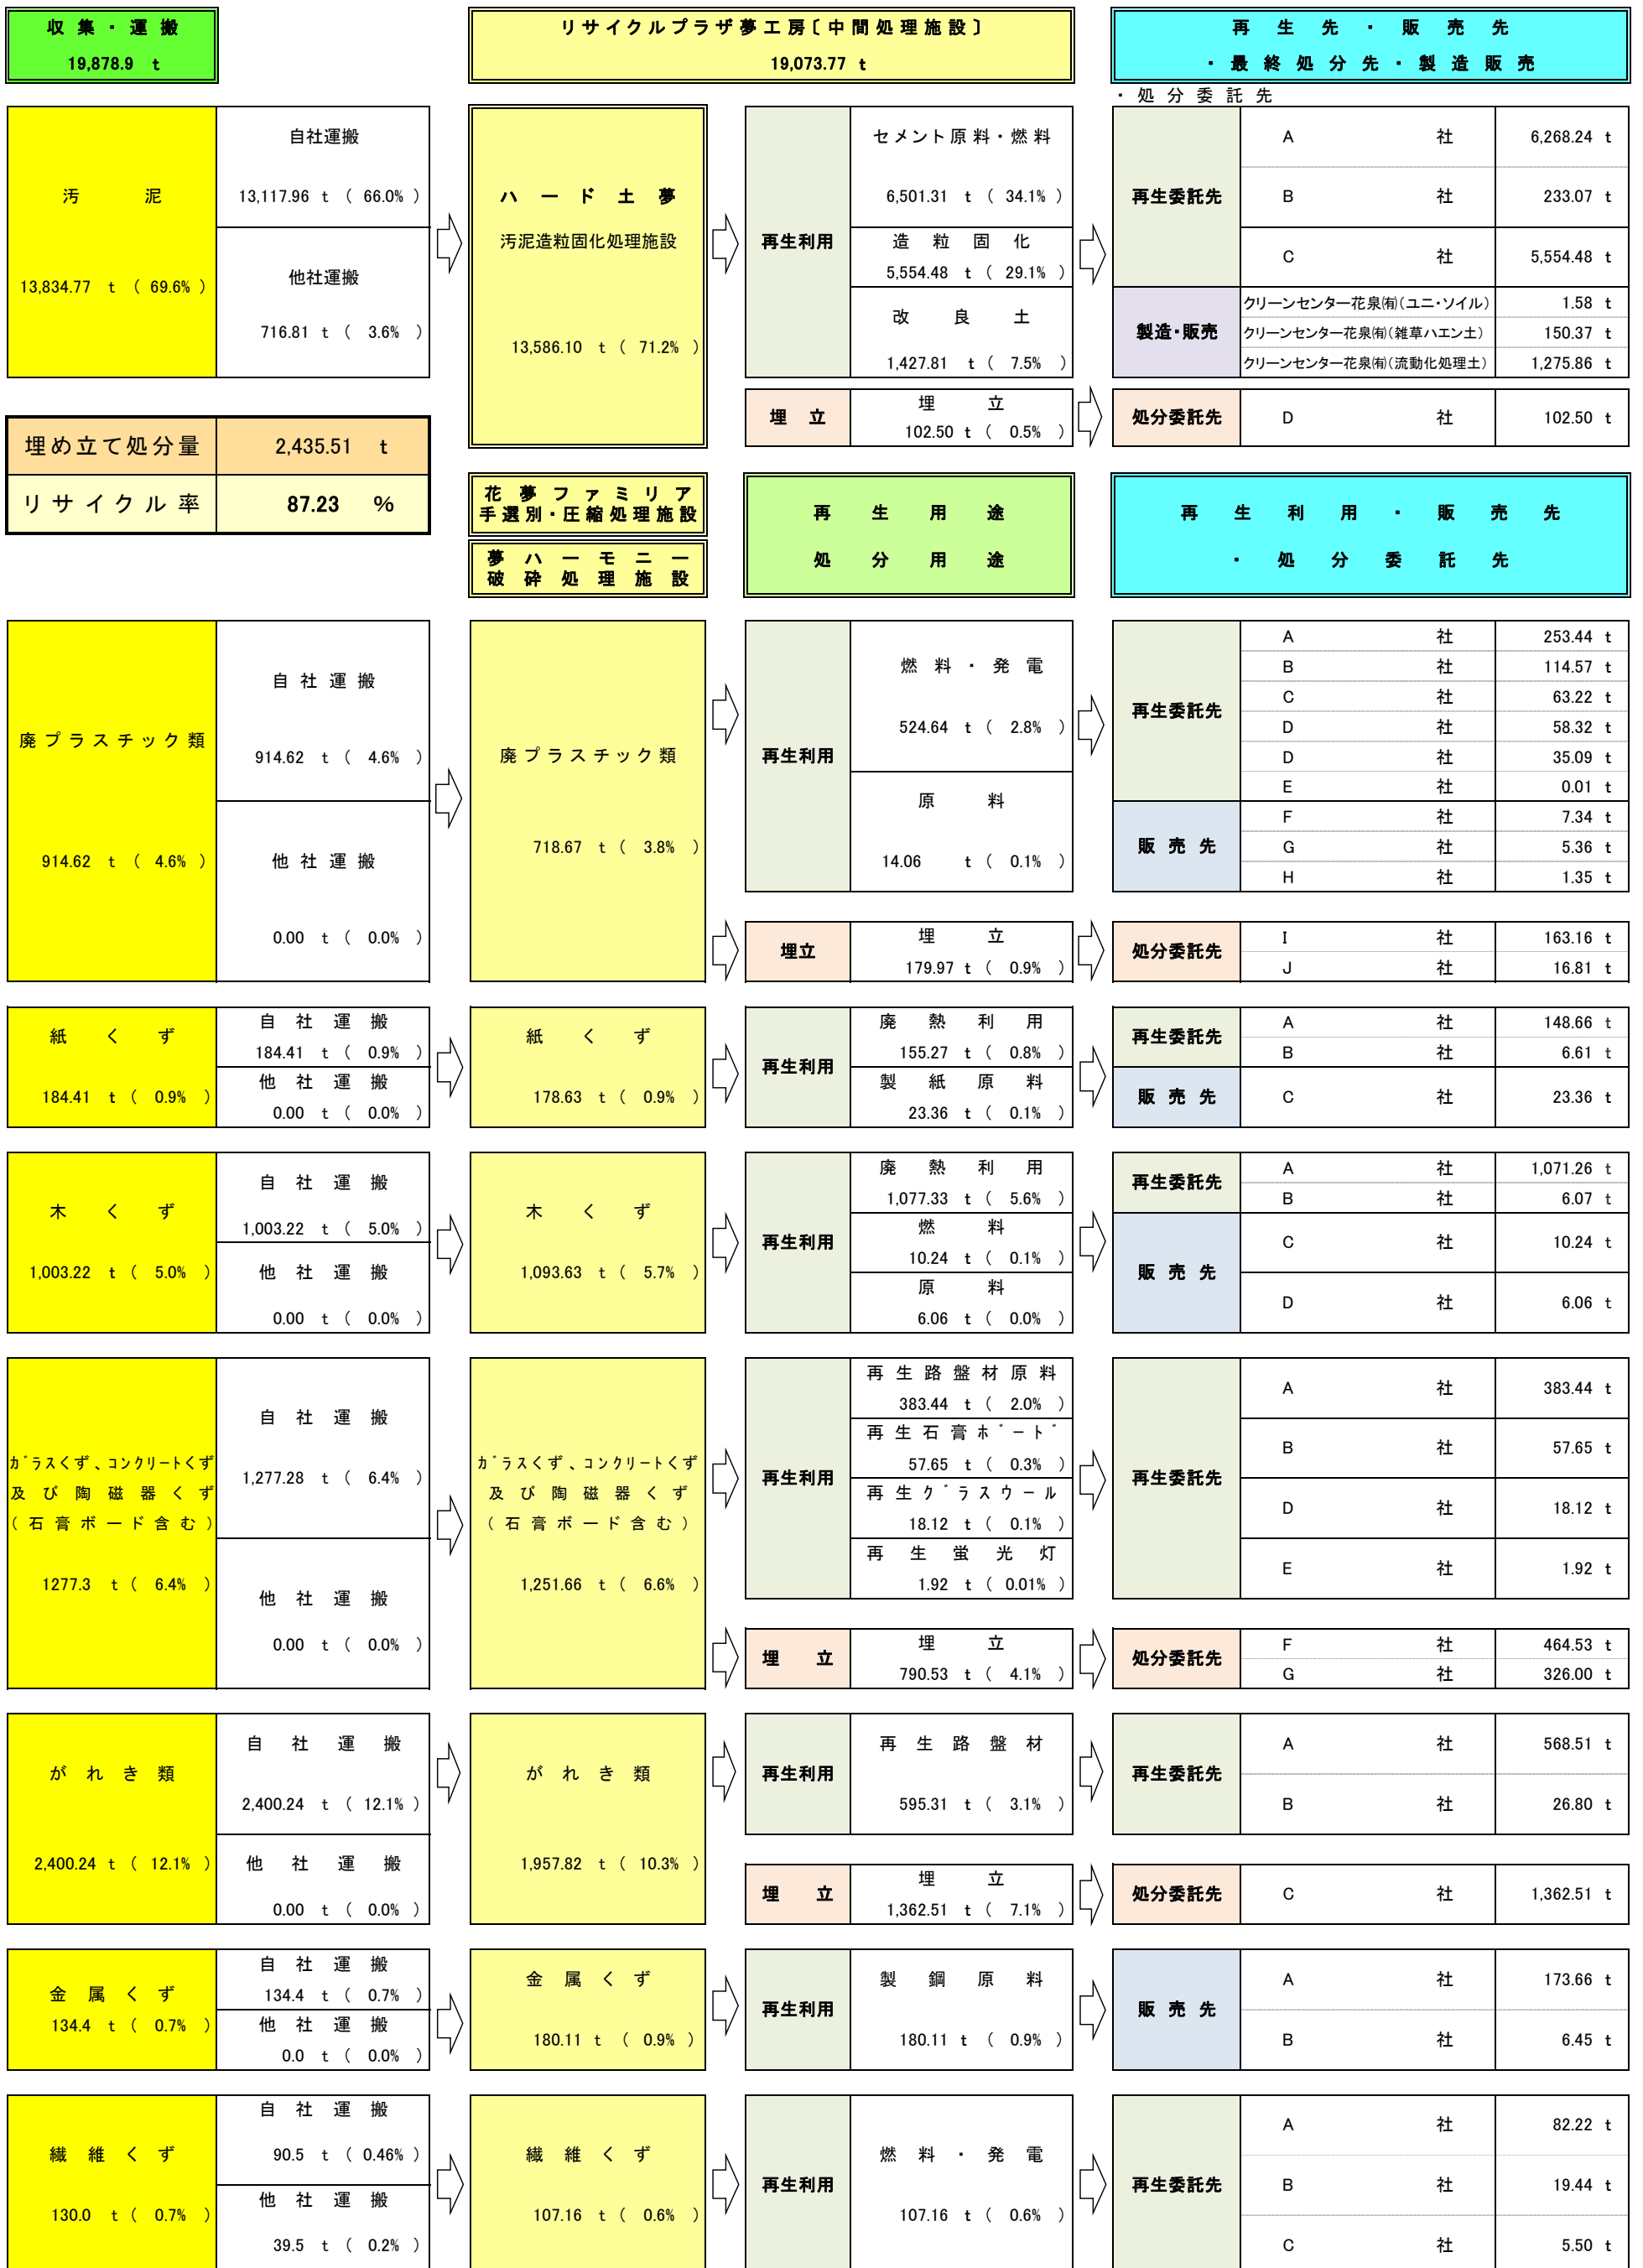 収集・運搬
19,878.9 t
リサイクルプラザ夢工房〔中間処理施設〕
19,073.77 t
再生先・販売先
・最終処分先・製造販売
・処分委託先
汚泥
13,834.77 t ( 69.6% )
自社運搬
13,117.96 t ( 66.0% )
他社運搬
716.81 t ( 3.6% )
ハード土夢
汚泥造粒固化処理施設
13,586.10 t ( 71.2% )
再生利用
セメント原料・燃料
6,501.31 t ( 34.1% )
造粒固化
5,554.48 t ( 29.1% )
改良土
1,427.81 t ( 7.5% )
再生委託先
A社 6,268.24 t
B社 233.07 t
C社 5,554.48 t
製造・販売
クリーンセンター花泉㈲(ユニ・ソイル) 1.58 t
クリーンセンター花泉㈲(雑草ハエン土) 150.37 t
クリーンセンター花泉㈲(流動化処理土) 1,275.86 t
埋立
埋立
102.50 t ( 0.5% )
処分委託先
D社 102.50 t
埋め立て処分量 2,435.51 t
リサイクル率 87.23 %
花夢ファミリア
手選別・圧縮処理施設
夢ハーモニー
破砕処理施設
再生用途
処分用途
再生利用・販売先
・処分委託先
廃プラスチック類
914.62 t ( 4.6% )
自社運搬
914.62 t ( 4.6% )
他社運搬
0.00 t ( 0.0% )
廃プラスチック類
718.67 t ( 3.8% )
再生利用
燃料・発電
524.64 t ( 2.8% )
原料
14.06 t ( 0.1% )
再生委託先
A社 253.44 t
B社 114.57 t
C社 63.22 t
D社 58.32 t
D社 35.09 t
E社 0.01 t
販売先
F社 7.34 t
G社 5.36 t
H社 1.35 t
埋立
埋立
179.97 t ( 0.9% )
処分委託先
I社 163.16 t
J社 16.81 t
紙くず
184.41 t ( 0.9% )
自社運搬
184.41 t ( 0.9% )
他社運搬
0.00 t ( 0.0% )
紙くず
178.63 t ( 0.9% )
再生利用
廃熱利用
155.27 t ( 0.8% )
製紙原料
23.36 t ( 0.1% )
再生委託先
A社 148.66 t
B社 6.61 t
販売先
C社 23.36 t
木くず
1,003.22 t ( 5.0% )
自社運搬
1,003.22 t ( 5.0% )
他社運搬
0.00 t ( 0.0% )
木くず
1,093.63 t ( 5.7% )
再生利用
廃熱利用
1,077.33 t ( 5.6% )
燃料
10.24 t ( 0.1% )
原料
6.06 t ( 0.0% )
再生委託先
A社 1,071.26 t
B社 6.07 t
販売先
C社 10.24 t
D社 6.06 t
ガラスくず、コンクリートくず
及び陶磁器くず
(石膏ボード含む)
1277.3 t ( 6.4% )
自社運搬
1,277.28 t ( 6.4% )
他社運搬
0.00 t ( 0.0% )
ガラスくず、コンクリートくず
及び陶磁器くず
(石膏ボード含む)
1,251.66 t ( 6.6% )
再生利用
再生路盤材原料
383.44 t ( 2.0% )
再生石膏ボード
57.65 t ( 0.3% )
再生グラスウール
18.12 t ( 0.1% )
再生蛍光灯
1.92 t ( 0.01% )
再生委託先
A社 383.44 t
B社 57.65 t
D社 18.12 t
E社 1.92 t
埋立
埋立
790.53 t ( 4.1% )
処分委託先
F社 464.53 t
G社 326.00 t
がれき類
2,400.24 t ( 12.1% )
自社運搬
2,400.24 t ( 12.1% )
他社運搬
0.00 t ( 0.0% )
がれき類
1,957.82 t ( 10.3% )
再生利用
再生路盤材
595.31 t ( 3.1% )
再生委託先
A社 568.51 t
B社 26.80 t
埋立
埋立
1,362.51 t ( 7.1% )
処分委託先
C社 1,362.51 t
金属くず
134.4 t ( 0.7% )
自社運搬
134.4 t ( 0.7% )
他社運搬
0.0 t ( 0.0% )
金属くず
180.11 t ( 0.9% )
再生利用
製鋼原料
180.11 t ( 0.9% )
販売先
A社 173.66 t
B社 6.45 t
繊維くず
130.0 t ( 0.7% )
自社運搬
90.5 t ( 0.46% )
他社運搬
39.5 t ( 0.2% )
繊維くず
107.16 t ( 0.6% )
再生利用
燃料・発電
107.16 t ( 0.6% )
再生委託先
A社 82.22 t
B社 19.44 t
C社 5.50 t